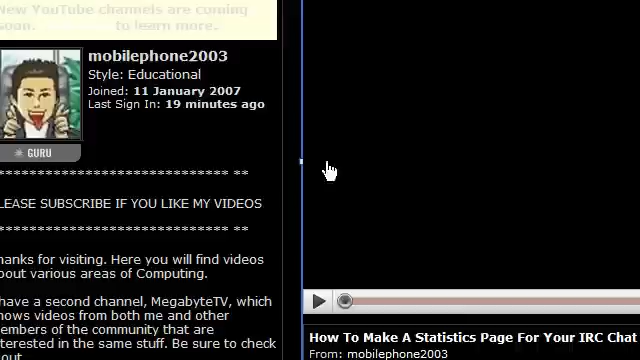 New YouTube channels are coming
soon. to learn more.
mobilephone2003
Style: Educational
Joined: 11 January 2007
Last Sign In: 19 minutes ago
GURU
**************************** **
LEASE SUBSCRIBE IF YOU LIKE MY VIDEOS
**************************** **
hanks for visiting. Here you will find videos
bout various areas of Computing.
have a second channel, MegabyteTV, which
hows videos from both me and other
embers of the community that are
terested in the same stuff. Be sure to check
out
How To Make A Statistics Page For Your IRC Chat
From: mobilephone2003